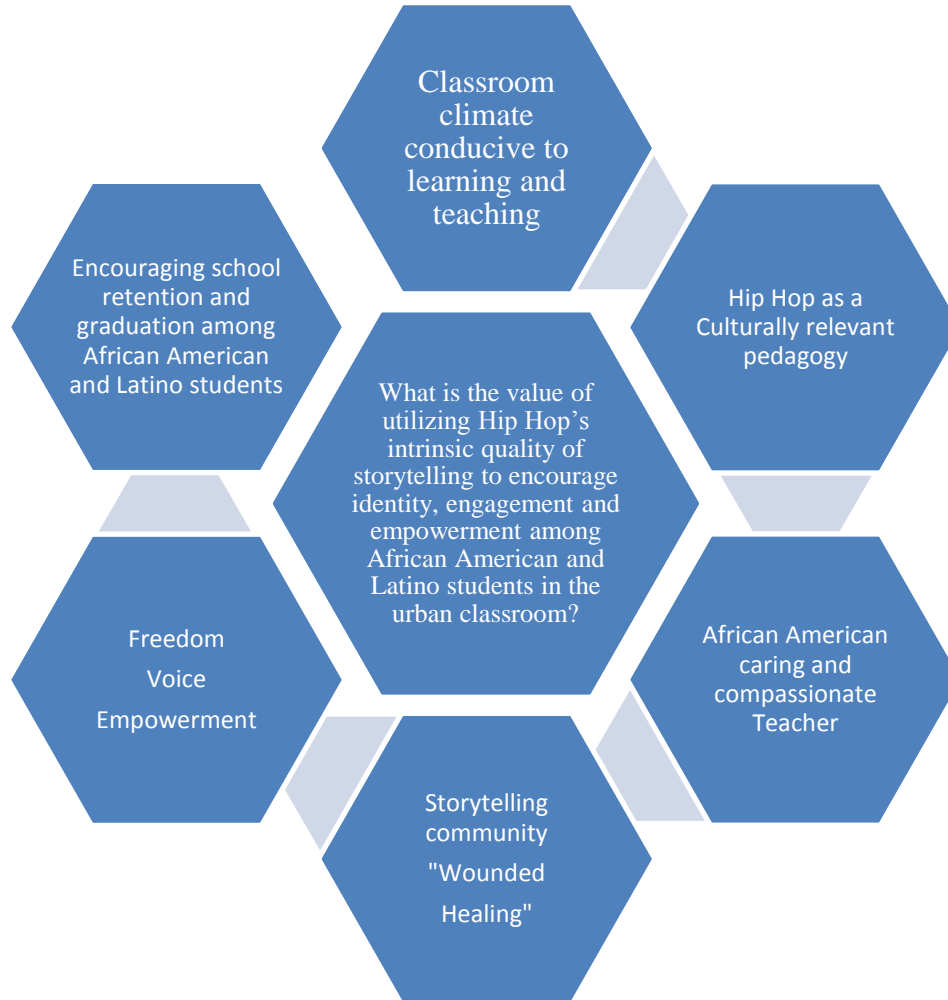 Classroom
climate
conducive to
learning and
teaching
Hip Hop as a
Culturally relevant
pedagogy
African American
caring and
compassionate
Teacher
Storytelling
community
"Wounded
Healing"
Freedom
Voice
Empowerment
Encouraging school
retention and
graduation among
African American
and Latino students
What is the value of
utilizing Hip Hop’s
intrinsic quality of
storytelling to encourage
identity, engagement and
empowerment among
African American and
Latino students in the
urban classroom?